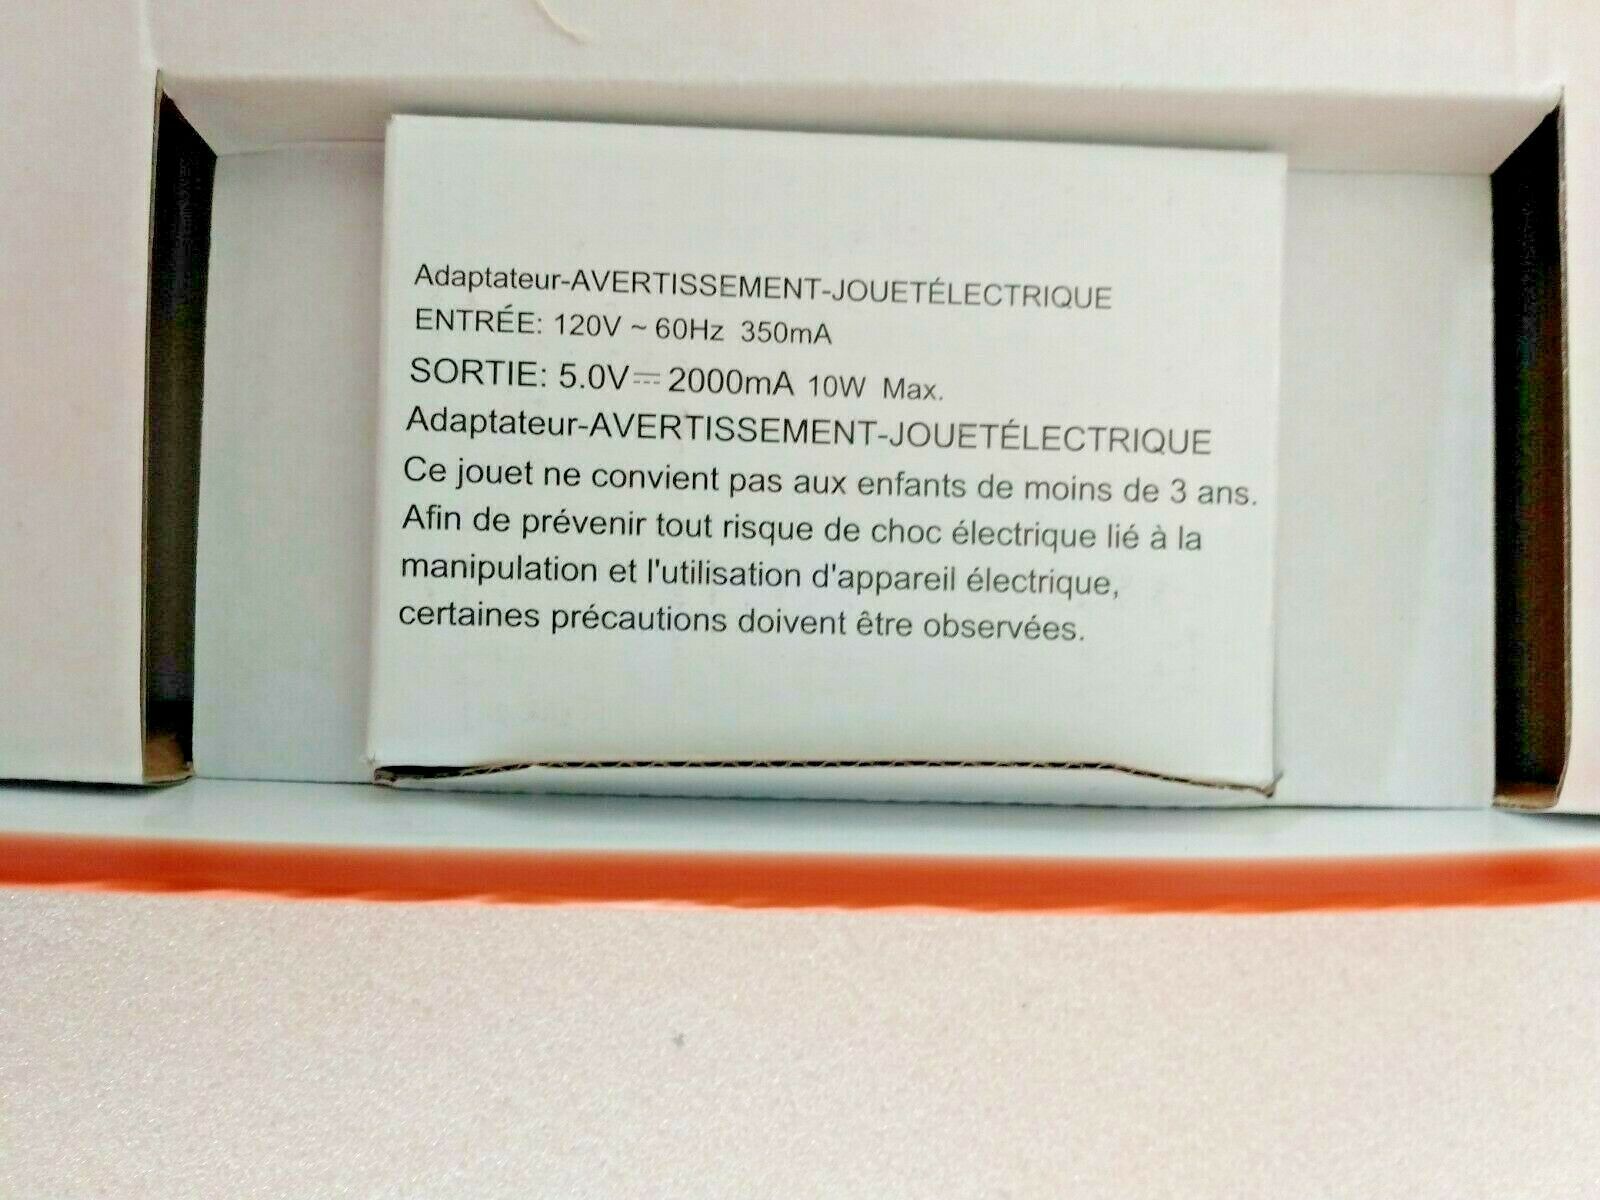 Adaptateur-AVERTISSEMENT-JOUETÉLECTRIQUE
ENTRÉE: 120V ~ 60Hz 350mA
SORTIE: 5.0V⎓2000mA 10W Max.
Adaptateur-AVERTISSEMENT-JOUETÉLECTRIQUE
Ce jouet ne convient pas aux enfants de moins de 3 ans.
Afin de prévenir tout risque de choc électrique lié à la
manipulation et l'utilisation d'appareil électrique,
certaines précautions doivent être observées.